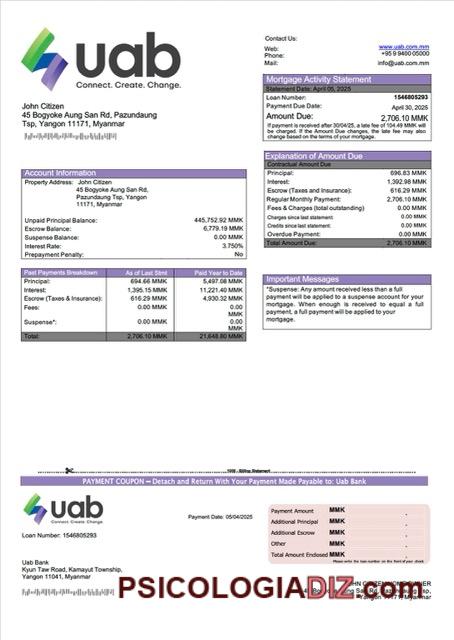 uab
Connect. Create. Change.
Contact Us:
Web: www.uab.com.mm
Phone: +95 9 9400 05000
Mail: info@uab.com.mm
John Citizen
45 Bogyoke Aung San Rd, Pazundaung
Tsp, Yangon 11171, Myanmar
Mortgage Activity Statement
Statement Date: April 05, 2025
Loan Number: 1546805293
Payment Due Date: April 30, 2025
Amount Due: 2,706.10 MMK
If payment is received after 30/04/25, a late fee of 104.49 MMK will
be charged. If the Amount Due changes, the late fee may also
change based on the terms of your mortgage.
Explanation of Amount Due
Contractual Amount Due
Principal: 696.83 MMK
Interest: 1,392.98 MMK
Escrow (Taxes and Insurance): 616.29 MMK
Regular Monthly Payment: 2,706.10 MMK
Fees & Charges (total outstanding) 0.00 MMK
Charges since last statement 0.00 MMK
Credits since last statement 0.00 MMK
Overdue Payment: 0.00 MMK
Total Amount Due: 2,706.10 MMK
Account Information
Property Address: John Citizen
45 Bogyoke Aung San Rd,
Pazundaung Tsp, Yangon
11171, Myanmar
Unpaid Principal Balance: 445,752.92 MMK
Escrow Balance: 6,779.19 MMK
Suspense Balance: 0.00 MMK
Interest Rate: 3.750%
Prepayment Penalty: No
Past Payments Breakdown As of Last Stmt Paid Year to Date
Principal: 694.66 MMK 5,497.08 MMK
Interest: 1,395.15 MMK 11,221.40 MMK
Escrow (Taxes & Insurance): 616.29 MMK 4,930.32 MMK
Fees: 0.00 MMK 0.00
MMK
Suspense*: 0.00 MMK 0.00
MMK
Total: 2,706.10 MMK 21,648.80 MMK
Important Messages
*Suspense: Any amount received less than a full
payment will be applied to a suspense account for your
mortgage. When enough is received to equal a full
payment, a full payment will be applied to your
mortgage.
Billing Statement
PAYMENT COUPON – Detach and Return With Your Payment Made Payable to: Uab Bank
uab
Connect. Create. Change.
Payment Date: 05/04/2025
Loan Number: 1546805293
Payment Amount MMK
Additional Principal MMK
Additional Escrow MMK
Other MMK
Total Amount Enclosed MMK
Please write the loan number on the front of your check.
Uab Bank
Kyun Taw Road, Kamayut Township,
Yangon 11041, Myanmar
PSICOLOGIADIZ.com
Yangon 11171, Myanmar